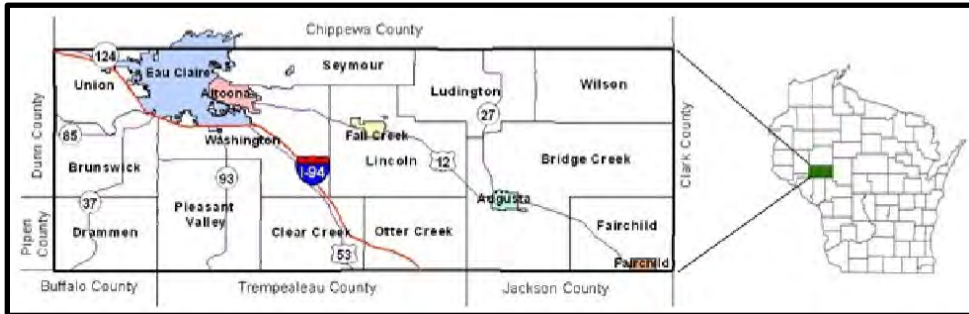 Chippewa County
124
Eau Claire
Seymour
Union
Altoona
Ludington
Wilson
27
85
Washington
Fall Creek
Lincoln
12
Dunn County
Clark County
Brunswick
93
I-94
Bridge Creek
37
Pleasant
Valley
Augusta
Pipen
County
Drammen
Clear Creek
Otter Creek
Fairchild
53
Fairchild
Buffalo County
Trempealeau County
Jackson County